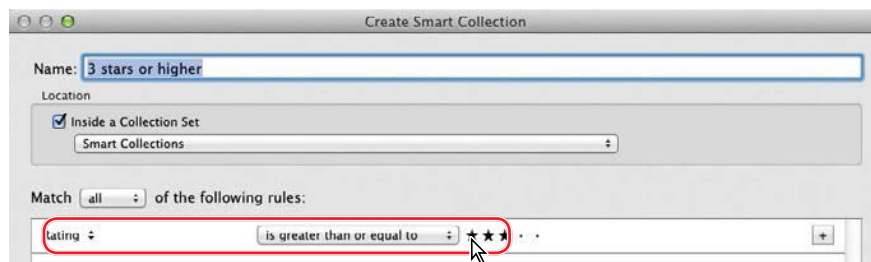 Create Smart Collection
Name: 3 stars or higher
Location
Inside a Collection Set
Smart Collections
Match all of the following rules:
Rating is greater than or equal to ★★★ · ·